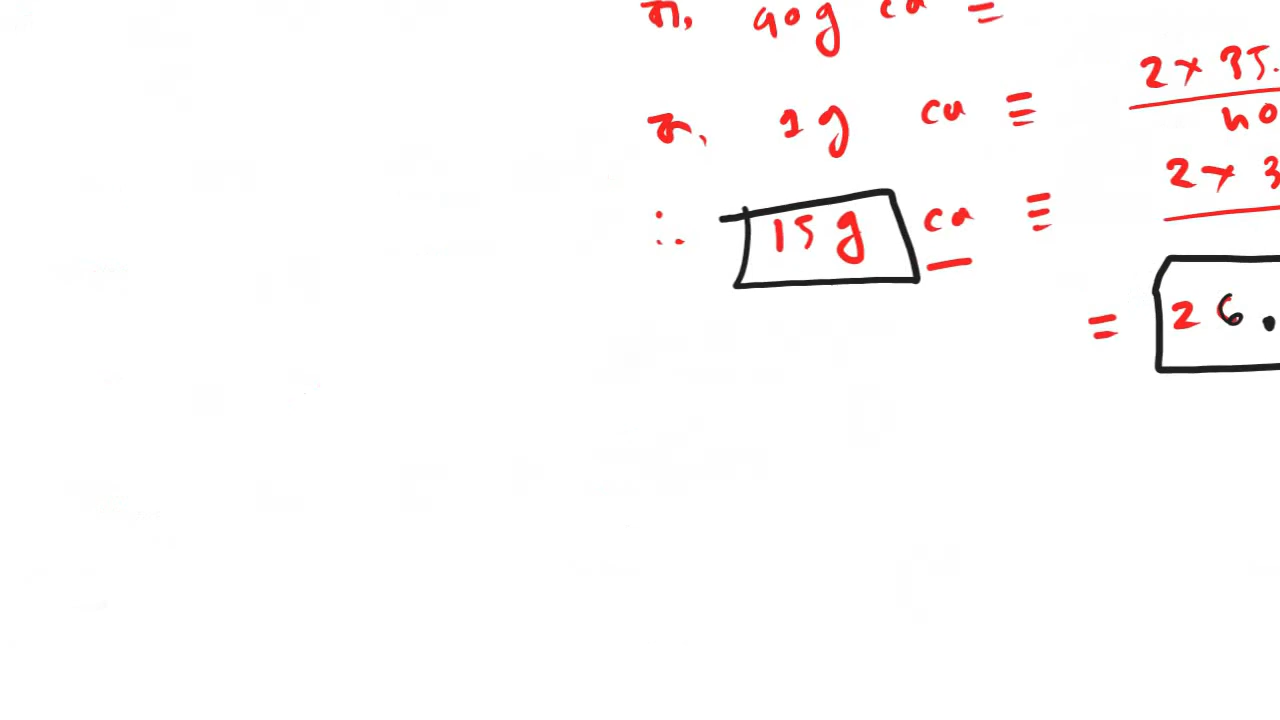 বা, 40g ca =
2 × 35.
বা, 1g ca ≡
40
2 × 3
∴ 15g ca ≡
= 26.